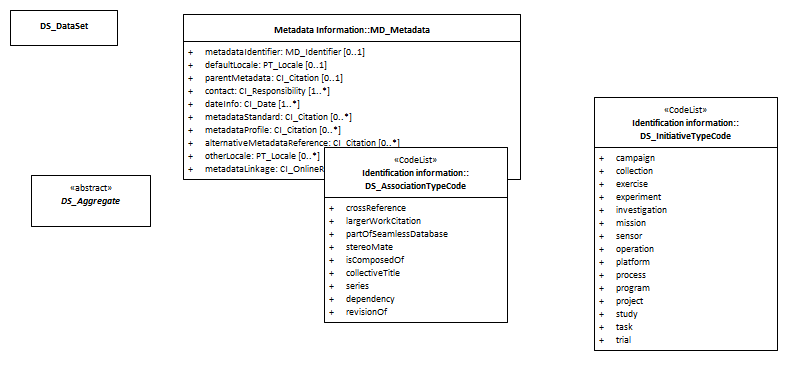 DS_DataSet
Metadata Information::MD_Metadata
+ metadataIdentifier: MD_Identifier [0..1]
+ defaultLocale: PT_Locale [0..1]
+ parentMetadata: CI_Citation [0..1]
+ contact: CI_Responsibility [1..*]
+ dateInfo: CI_Date [1..*]
+ metadataStandard: CI_Citation [0..*]
+ metadataProfile: CI_Citation [0..*]
+ alternativeMetadataReference: CI_Citation [0..*]
+ otherLocale: PT_Locale [0..*]
+ metadataLinkage:
«abstract»
DS_Aggregate
«CodeList»
Identification information::
DS_AssociationTypeCode
+ crossReference
+ largerWorkCitation
+ partOfSeamlessDatabase
+ stereoMate
+ isComposedOf
+ collectiveTitle
+ series
+ dependency
+ revisionOf
«CodeList»
Identification information::
DS_InitiativeTypeCode
+ campaign
+ collection
+ exercise
+ experiment
+ investigation
+ mission
+ sensor
+ operation
+ platform
+ process
+ program
+ project
+ study
+ task
+ trial